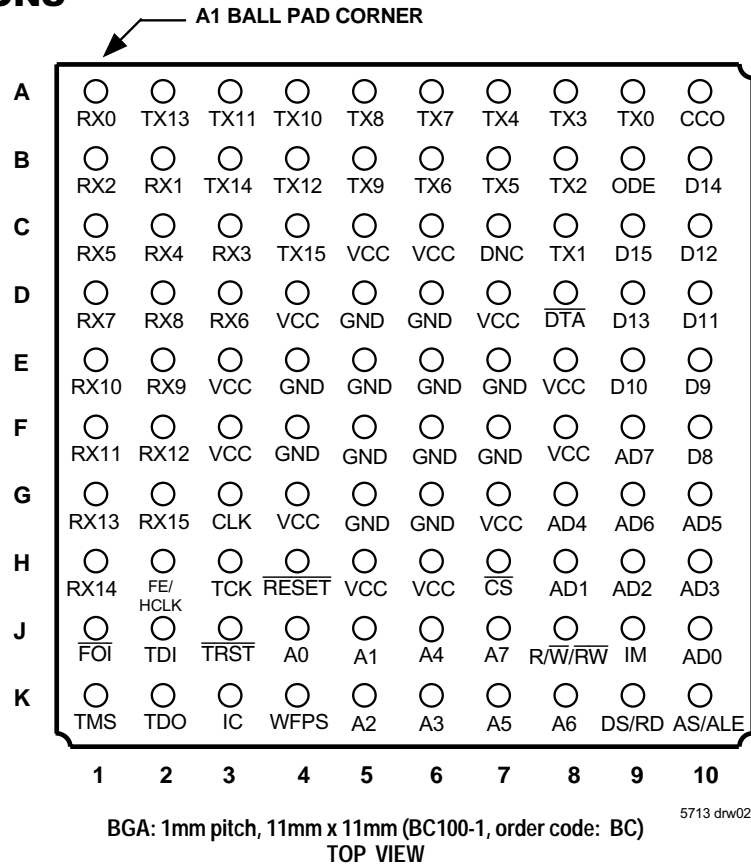 A1 BALL PAD CORNER
A
RX0 TX13 TX11 TX10 TX8 TX7 TX4 TX3 TX0 CCO
B
RX2 RX1 TX14 TX12 TX9 TX6 TX5 TX2 ODE D14
C
RX5 RX4 RX3 TX15 VCC VCC DNC TX1 D15 D12
D
RX7 RX8 RX6 VCC GND GND VCC D̅T̅A̅ D13 D11
E
RX10 RX9 VCC GND GND GND GND VCC D10 D9
F
RX11 RX12 VCC GND GND GND GND VCC AD7 D8
G
RX13 RX15 CLK VCC GND GND VCC AD4 AD6 AD5
H
RX14 FE/ TCK R̅E̅S̅E̅T̅ VCC VCC C̅S̅ AD1 AD2 AD3
HCLK
J
F̅O̅I̅ TDI T̅R̅S̅T̅ A0 A1 A4 A7 R/W̅/R̅W̅ IM AD0
K
TMS TDO IC WFPS A2 A3 A5 A6 DS/RD AS/ALE
1 2 3 4 5 6 7 8 9 10
5713 drw02
BGA: 1mm pitch, 11mm x 11mm (BC100-1, order code: BC)
TOP VIEW